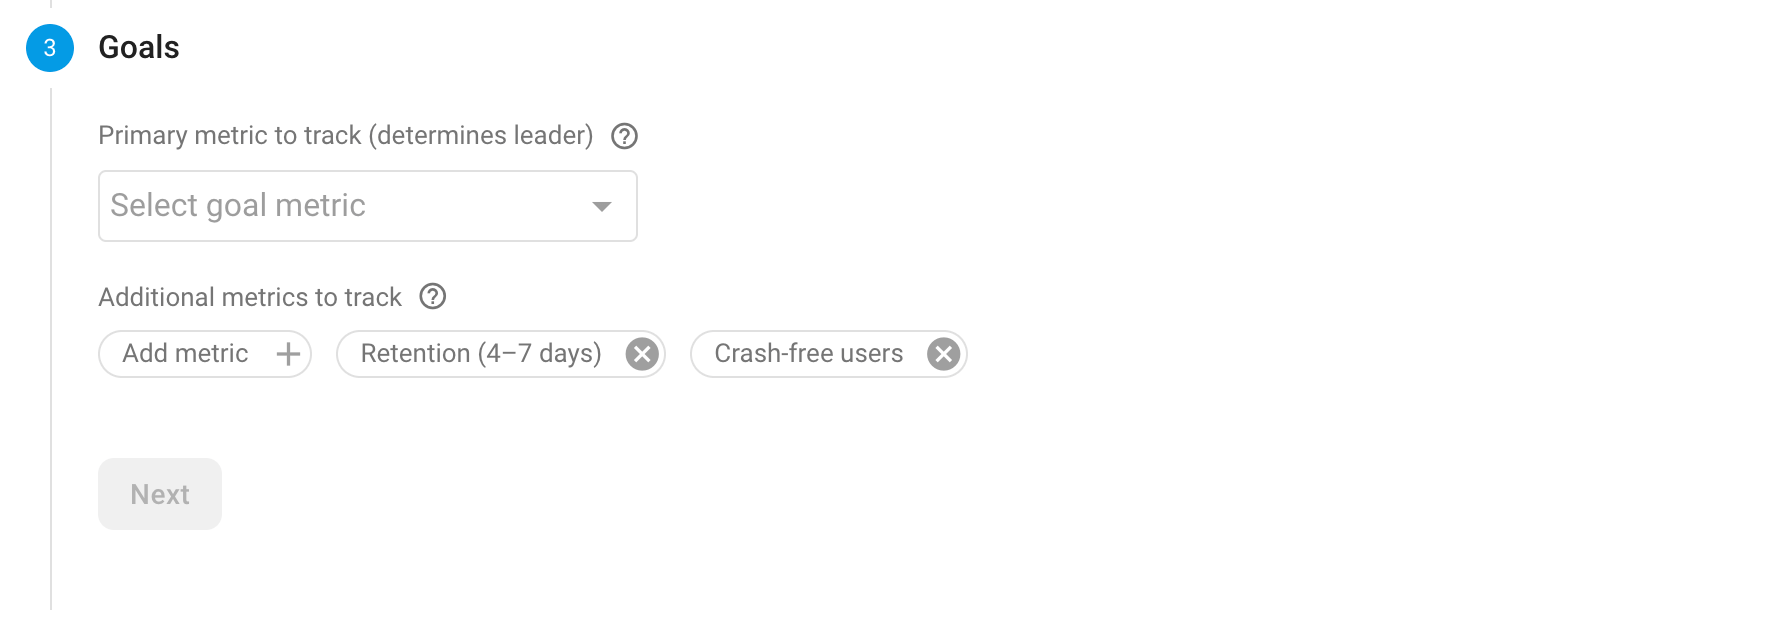 3 Goals
Primary metric to track (determines leader)
Select goal metric
Additional metrics to track
Add metric Retention (4–7 days) Crash-free users
Next